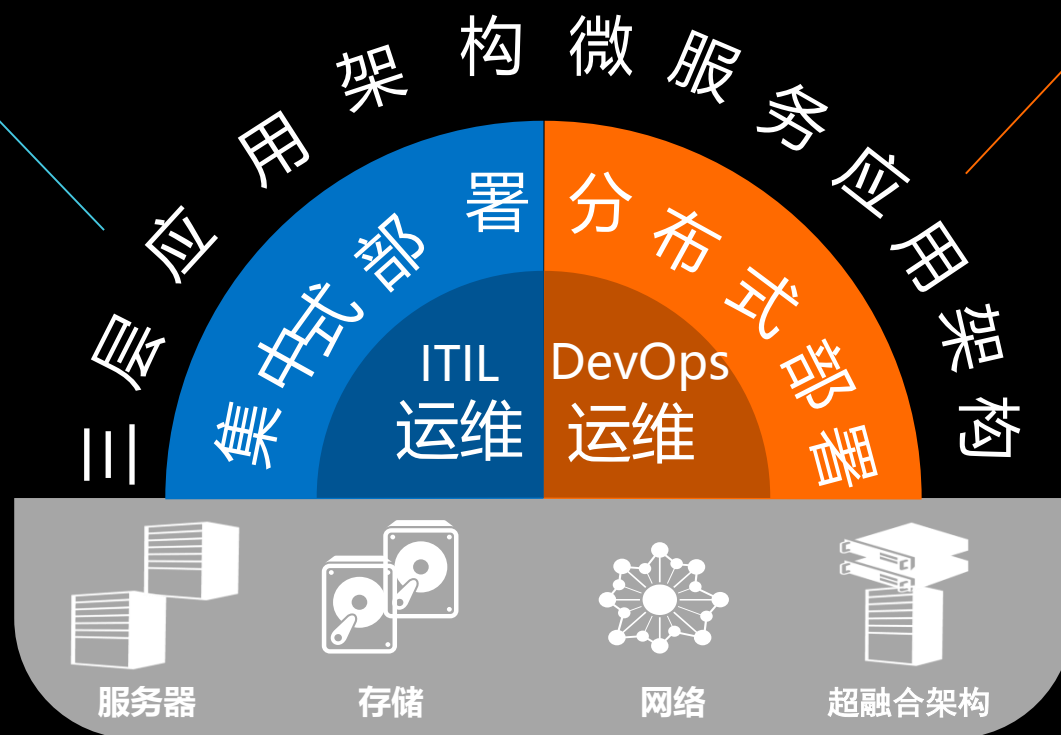 三层应用架构
微服务应用架构
集中式部署
分布式部署
ITIL
运维
DevOps
运维
服务器
存储
网络
超融合架构